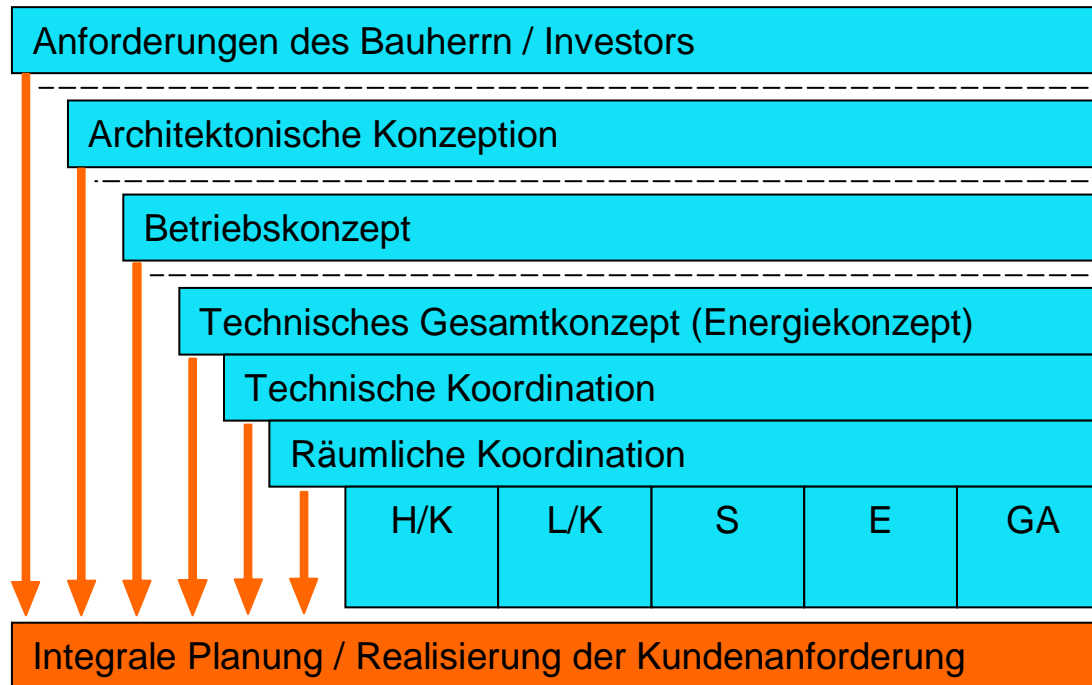 Anforderungen des Bauherrn / Investors
Architektonische Konzeption
Betriebskonzept
Technisches Gesamtkonzept (Energiekonzept)
Technische Koordination
Räumliche Koordination
H/K L/K S E GA
Integrale Planung / Realisierung der Kundenanforderung